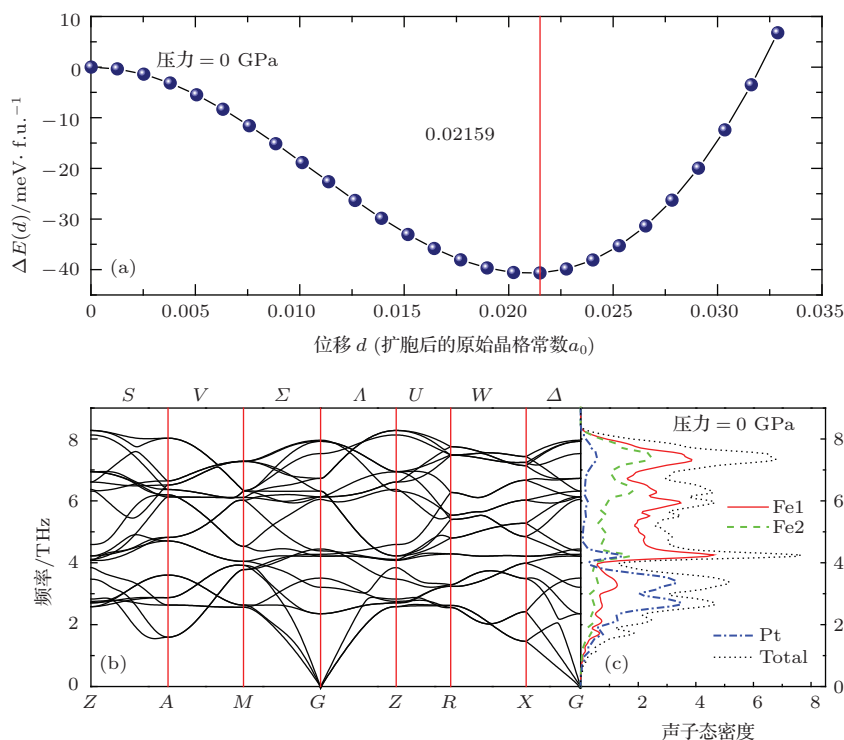 10
0
−10
−20
−30
−40
ΔE(d)/meV· f.u.⁻¹
压力 = 0 GPa
0.02159
(a)
0 0.005 0.010 0.015 0.020 0.025 0.030 0.035
位移 d (扩胞后的原始晶格常数a₀)
S V Σ Λ U W Δ
8
6
4
2
0
频率/THz
(b)
Z A M G Z R X G
压力 = 0 GPa
Fe1
Fe2
Pt
Total
(c)
8
6
4
2
0
2 4 6 8
声子态密度